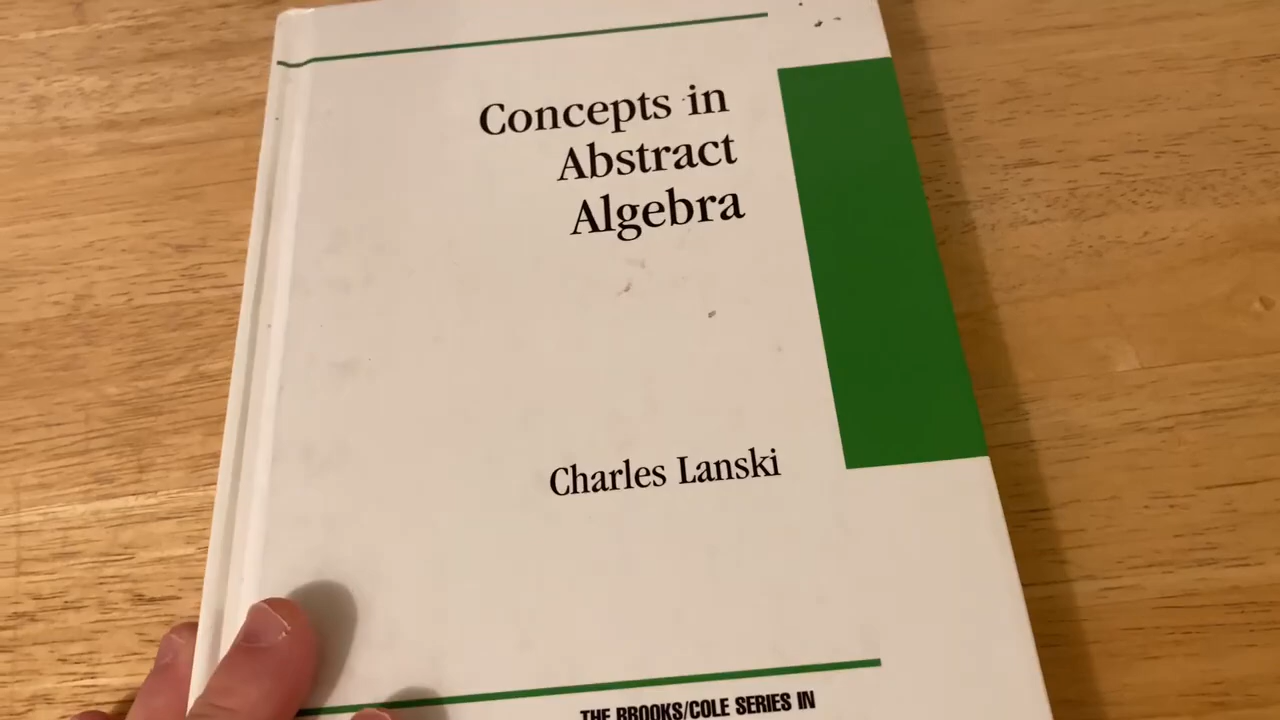 Concepts in
Abstract
Algebra
Charles Lanski
THE BROOKS/COLE SERIES IN